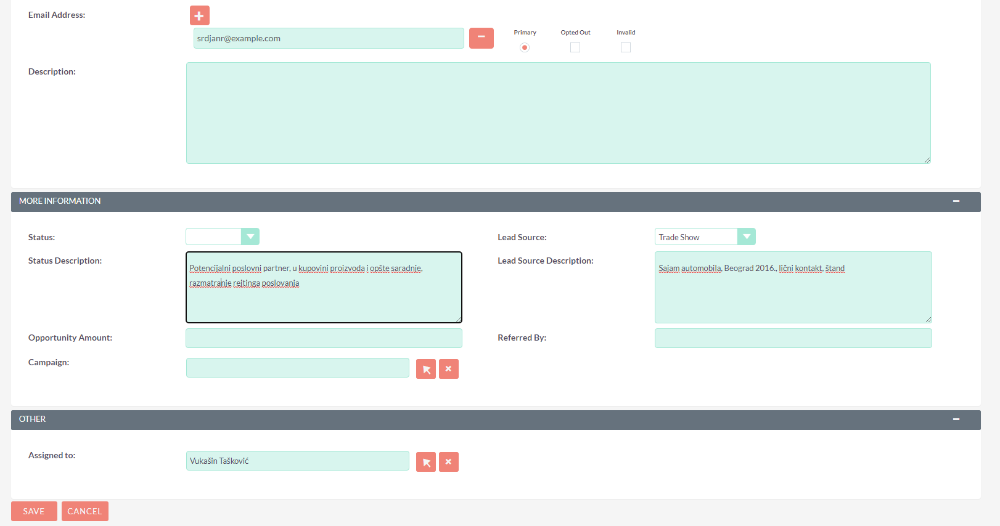 Email Address:
srdjanr@example.com
Primary
Opted Out
Invalid
Description:
MORE INFORMATION
Status:
Lead Source:
Trade Show
Status Description:
Potencijalni poslovni partner, u kupovini proizvoda i opšte saradnje,
razmatranje rejtinga poslovanja
Lead Source Description:
Sajam automobila, Beograd 2016., lični kontakt, štand
Opportunity Amount:
Referred By:
Campaign:
OTHER
Assigned to:
Vukašin Tašković
SAVE
CANCEL